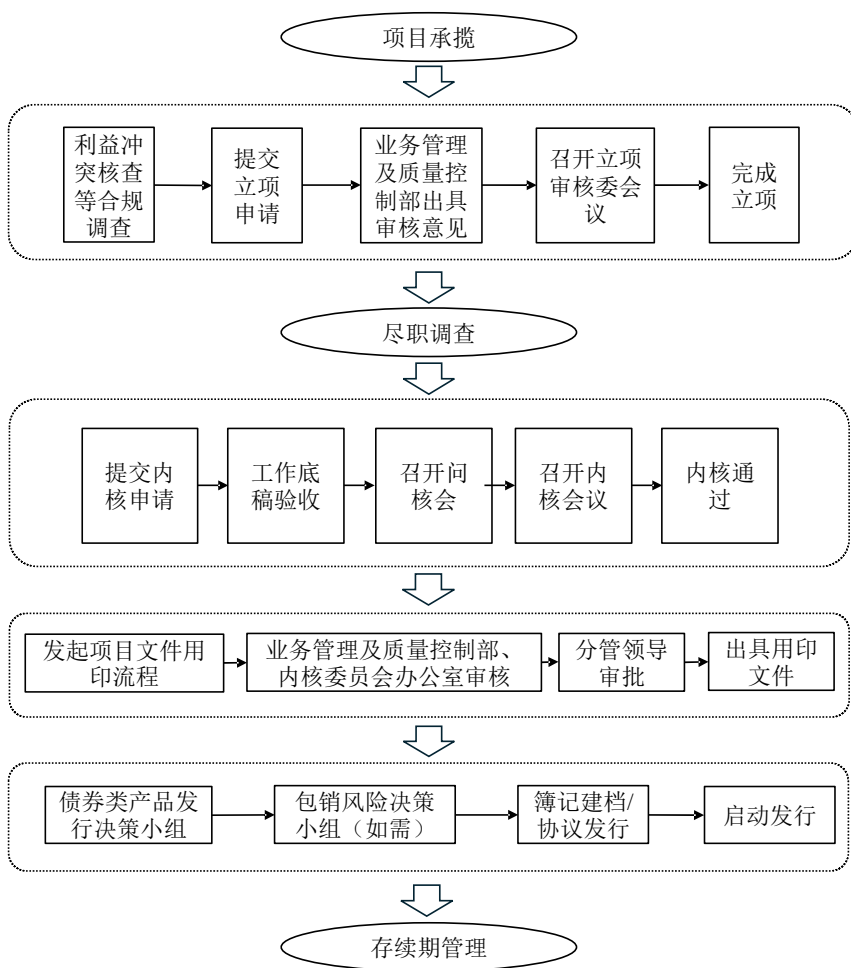 项目承揽
利益冲
突核查
等合规
调查
提交
立项
申请
业务管理
及质量控
制部出具
审核意见
召开立项
审核委会
议
完成
立项
尽职调查
提交内
核申请
工作底
稿验收
召开问
核会
召开内
核会议
内核通
过
发起项目文件用
印流程
业务管理及质量控制部、
内核委员会办公室审核
分管领导
审批
出具用印
文件
债券类产品发
行决策小组
包销风险决策
小组（如需）
簿记建档/
协议发行
启动发行
存续期管理